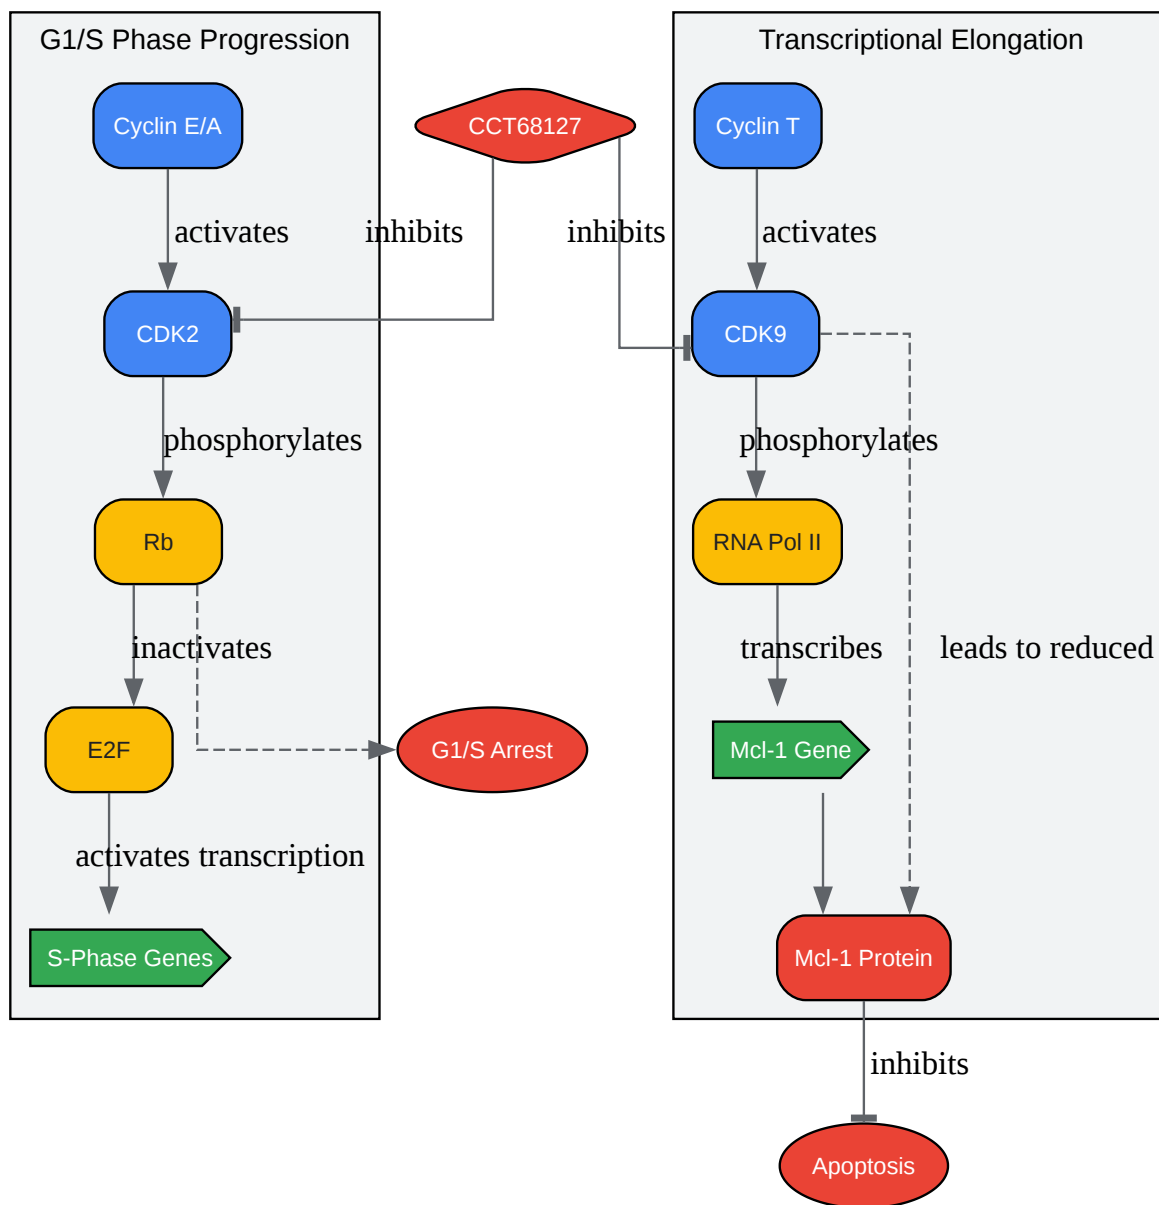 G1/S Phase Progression
Transcriptional Elongation
Cyclin E/A
CCT68127
Cyclin T
activates
inhibits
inhibits
activates
CDK2
CDK9
phosphorylates
phosphorylates
Rb
RNA Pol II
inactivates
transcribes
leads to reduced
E2F
G1/S Arrest
Mcl-1 Gene
activates transcription
S-Phase Genes
Mcl-1 Protein
inhibits
Apoptosis